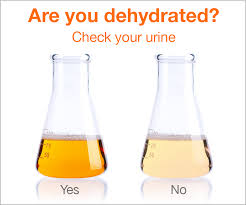 Are you dehydrated?
Check your urine
Yes
No